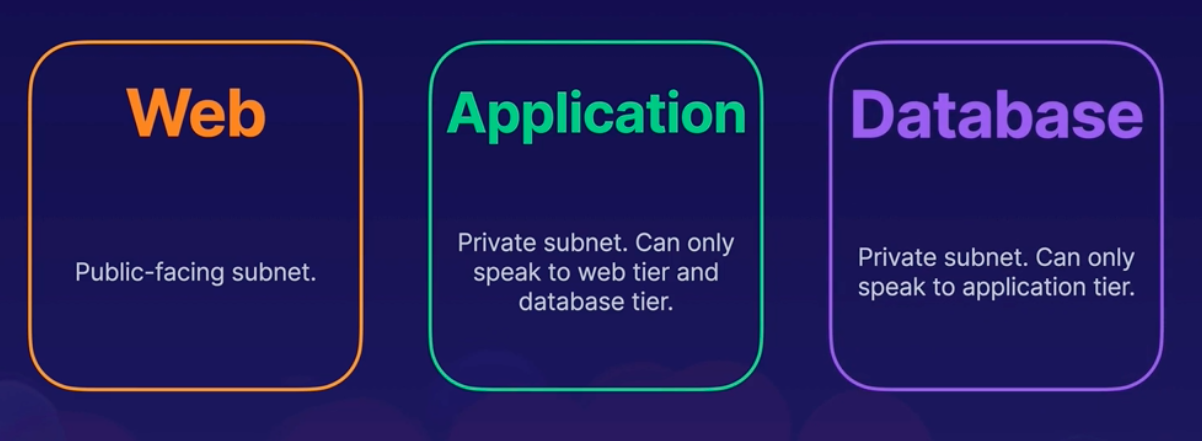 Web
Public-facing subnet.
Application
Private subnet. Can only
speak to web tier and
database tier.
Database
Private subnet. Can only
speak to application tier.